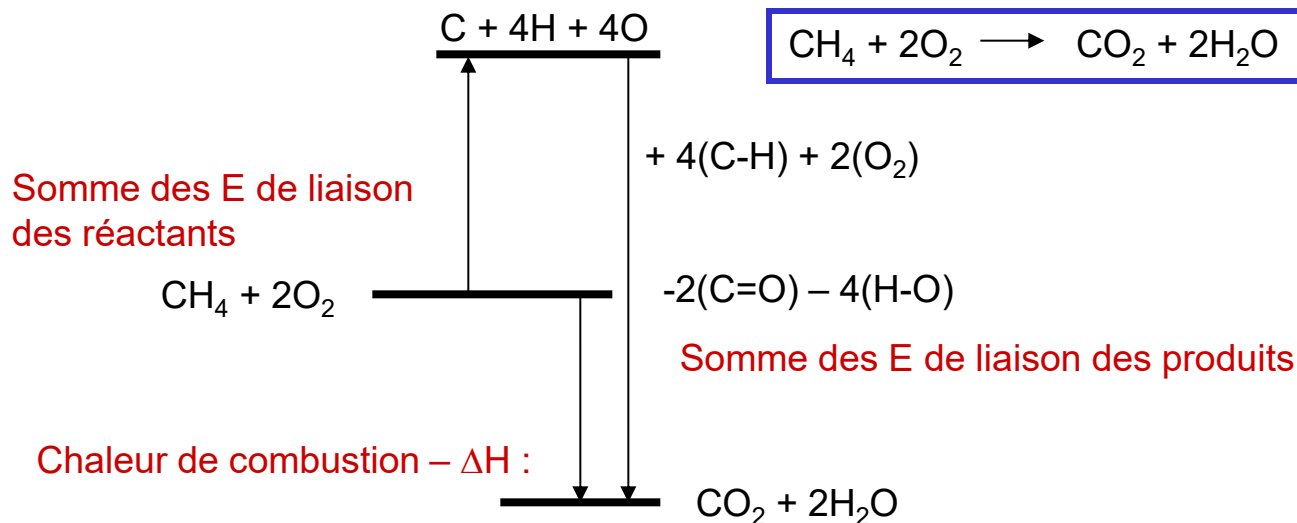 C + 4H + 4O
CH₄ + 2O₂ ⟶ CO₂ + 2H₂O
+ 4(C-H) + 2(O₂)
Somme des E de liaison
des réactants
CH₄ + 2O₂
-2(C=O) – 4(H-O)
Somme des E de liaison des produits
Chaleur de combustion – ΔH :
CO₂ + 2H₂O